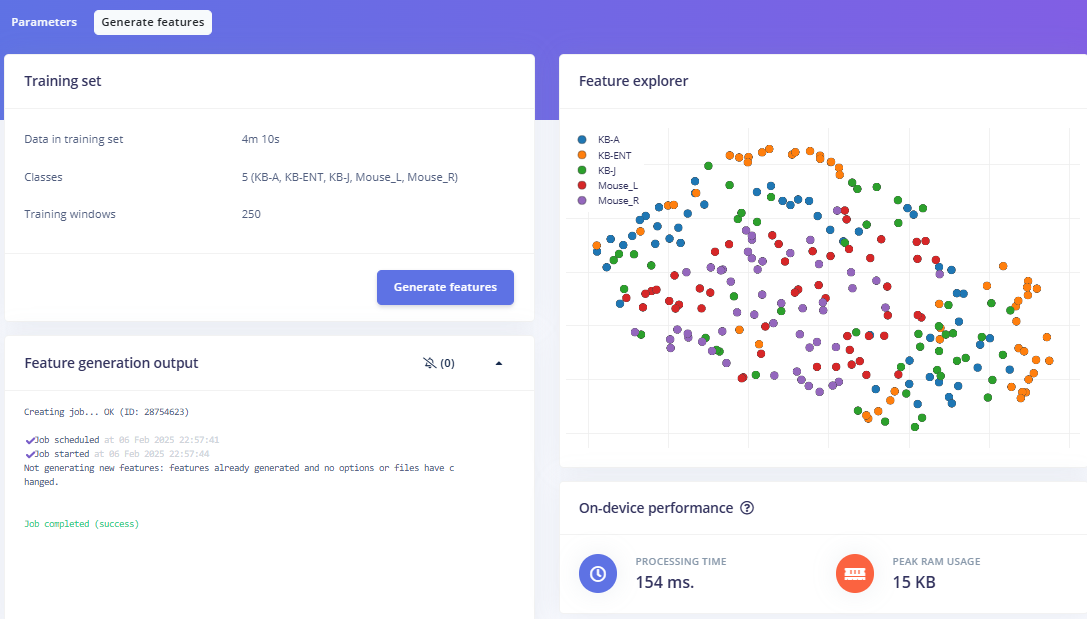 Parameters
Generate features
Training set
Data in training set 4m 10s
Classes 5 (KB-A, KB-ENT, KB-J, Mouse_L, Mouse_R)
Training windows 250
Generate features
Feature generation output (0)
Creating job... OK (ID: 28754623)
Job scheduled at 06 Feb 2025 22:57:41
Job started at 06 Feb 2025 22:57:44
Not generating new features: features already generated and no options or files have c
hanged.
Job completed (success)
Feature explorer
KB-A
KB-ENT
KB-J
Mouse_L
Mouse_R
On-device performance ?
PROCESSING TIME
154 ms.
PEAK RAM USAGE
15 KB